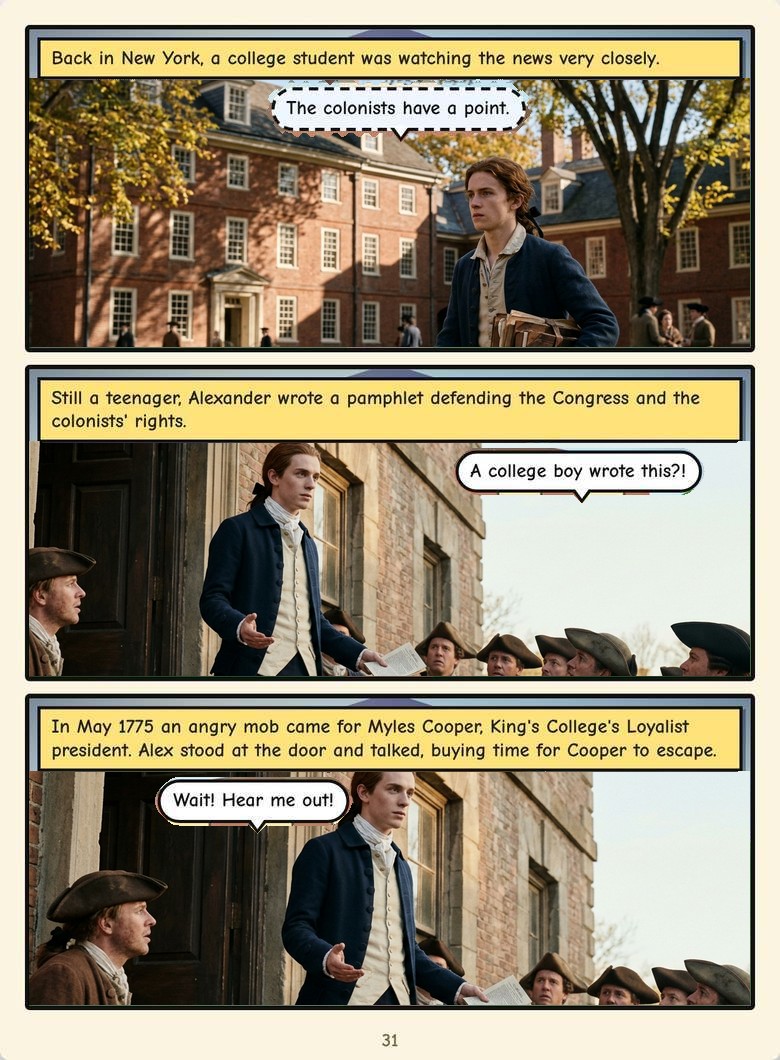 Back in New York, a college student was watching the news very closely.
The colonists have a point.
Still a teenager, Alexander wrote a pamphlet defending the Congress and the
colonists' rights.
A college boy wrote this?!
In May 1775 an angry mob came for Myles Cooper, King's College's Loyalist
president. Alex stood at the door and talked, buying time for Cooper to escape.
Wait! Hear me out!
31